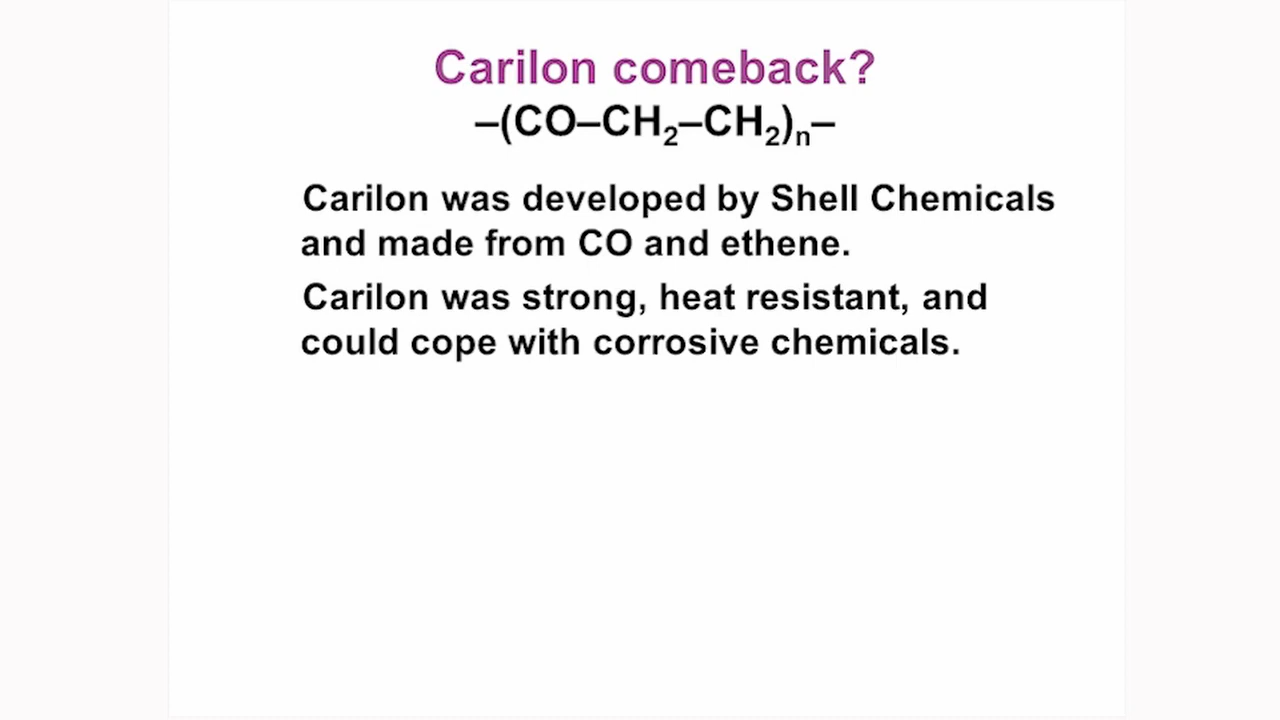 Carilon comeback?
–(CO–CH₂–CH₂)ₙ–
Carilon was developed by Shell Chemicals
and made from CO and ethene.
Carilon was strong, heat resistant, and
could cope with corrosive chemicals.